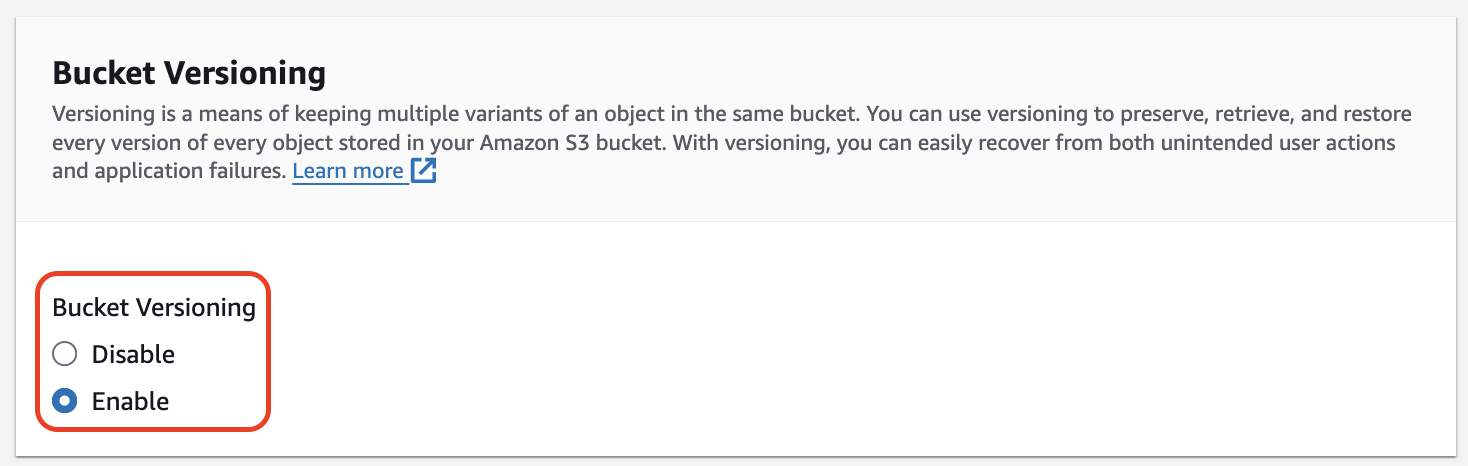 Bucket Versioning
Versioning is a means of keeping multiple variants of an object in the same bucket. You can use versioning to preserve, retrieve, and restore
every version of every object stored in your Amazon S3 bucket. With versioning, you can easily recover from both unintended user actions
and application failures. Learn more
Bucket Versioning
Disable
Enable